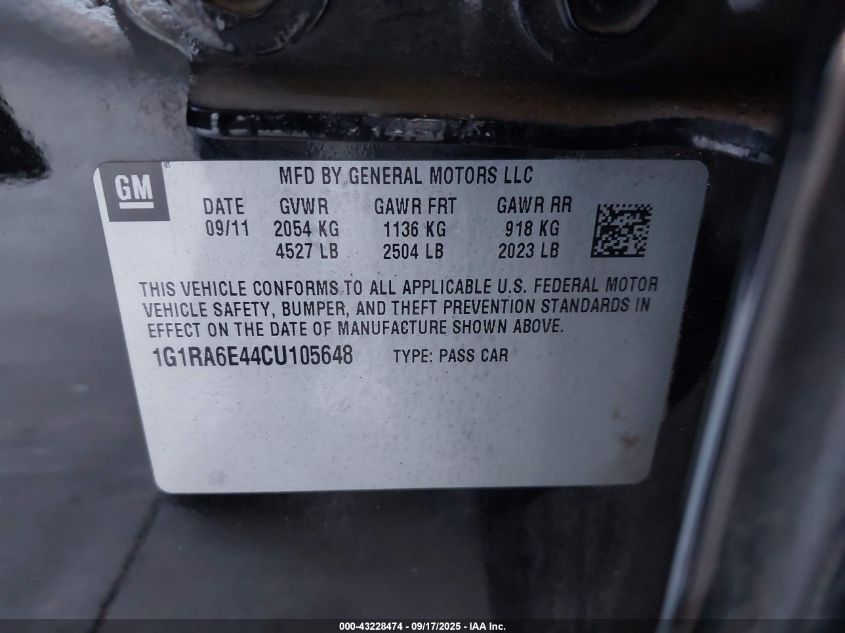 GM
MFD BY GENERAL MOTORS LLC
DATE GVWR GAWR FRT GAWR RR
09/11 2054 KG 1136 KG 918 KG
4527 LB 2504 LB 2023 LB
THIS VEHICLE CONFORMS TO ALL APPLICABLE U.S. FEDERAL MOTOR
VEHICLE SAFETY, BUMPER, AND THEFT PREVENTION STANDARDS IN
EFFECT ON THE DATE OF MANUFACTURE SHOWN ABOVE.
1G1RA6E44CU105648 TYPE: PASS CAR
000-43228474 - 09/17/2025 - IAA Inc.